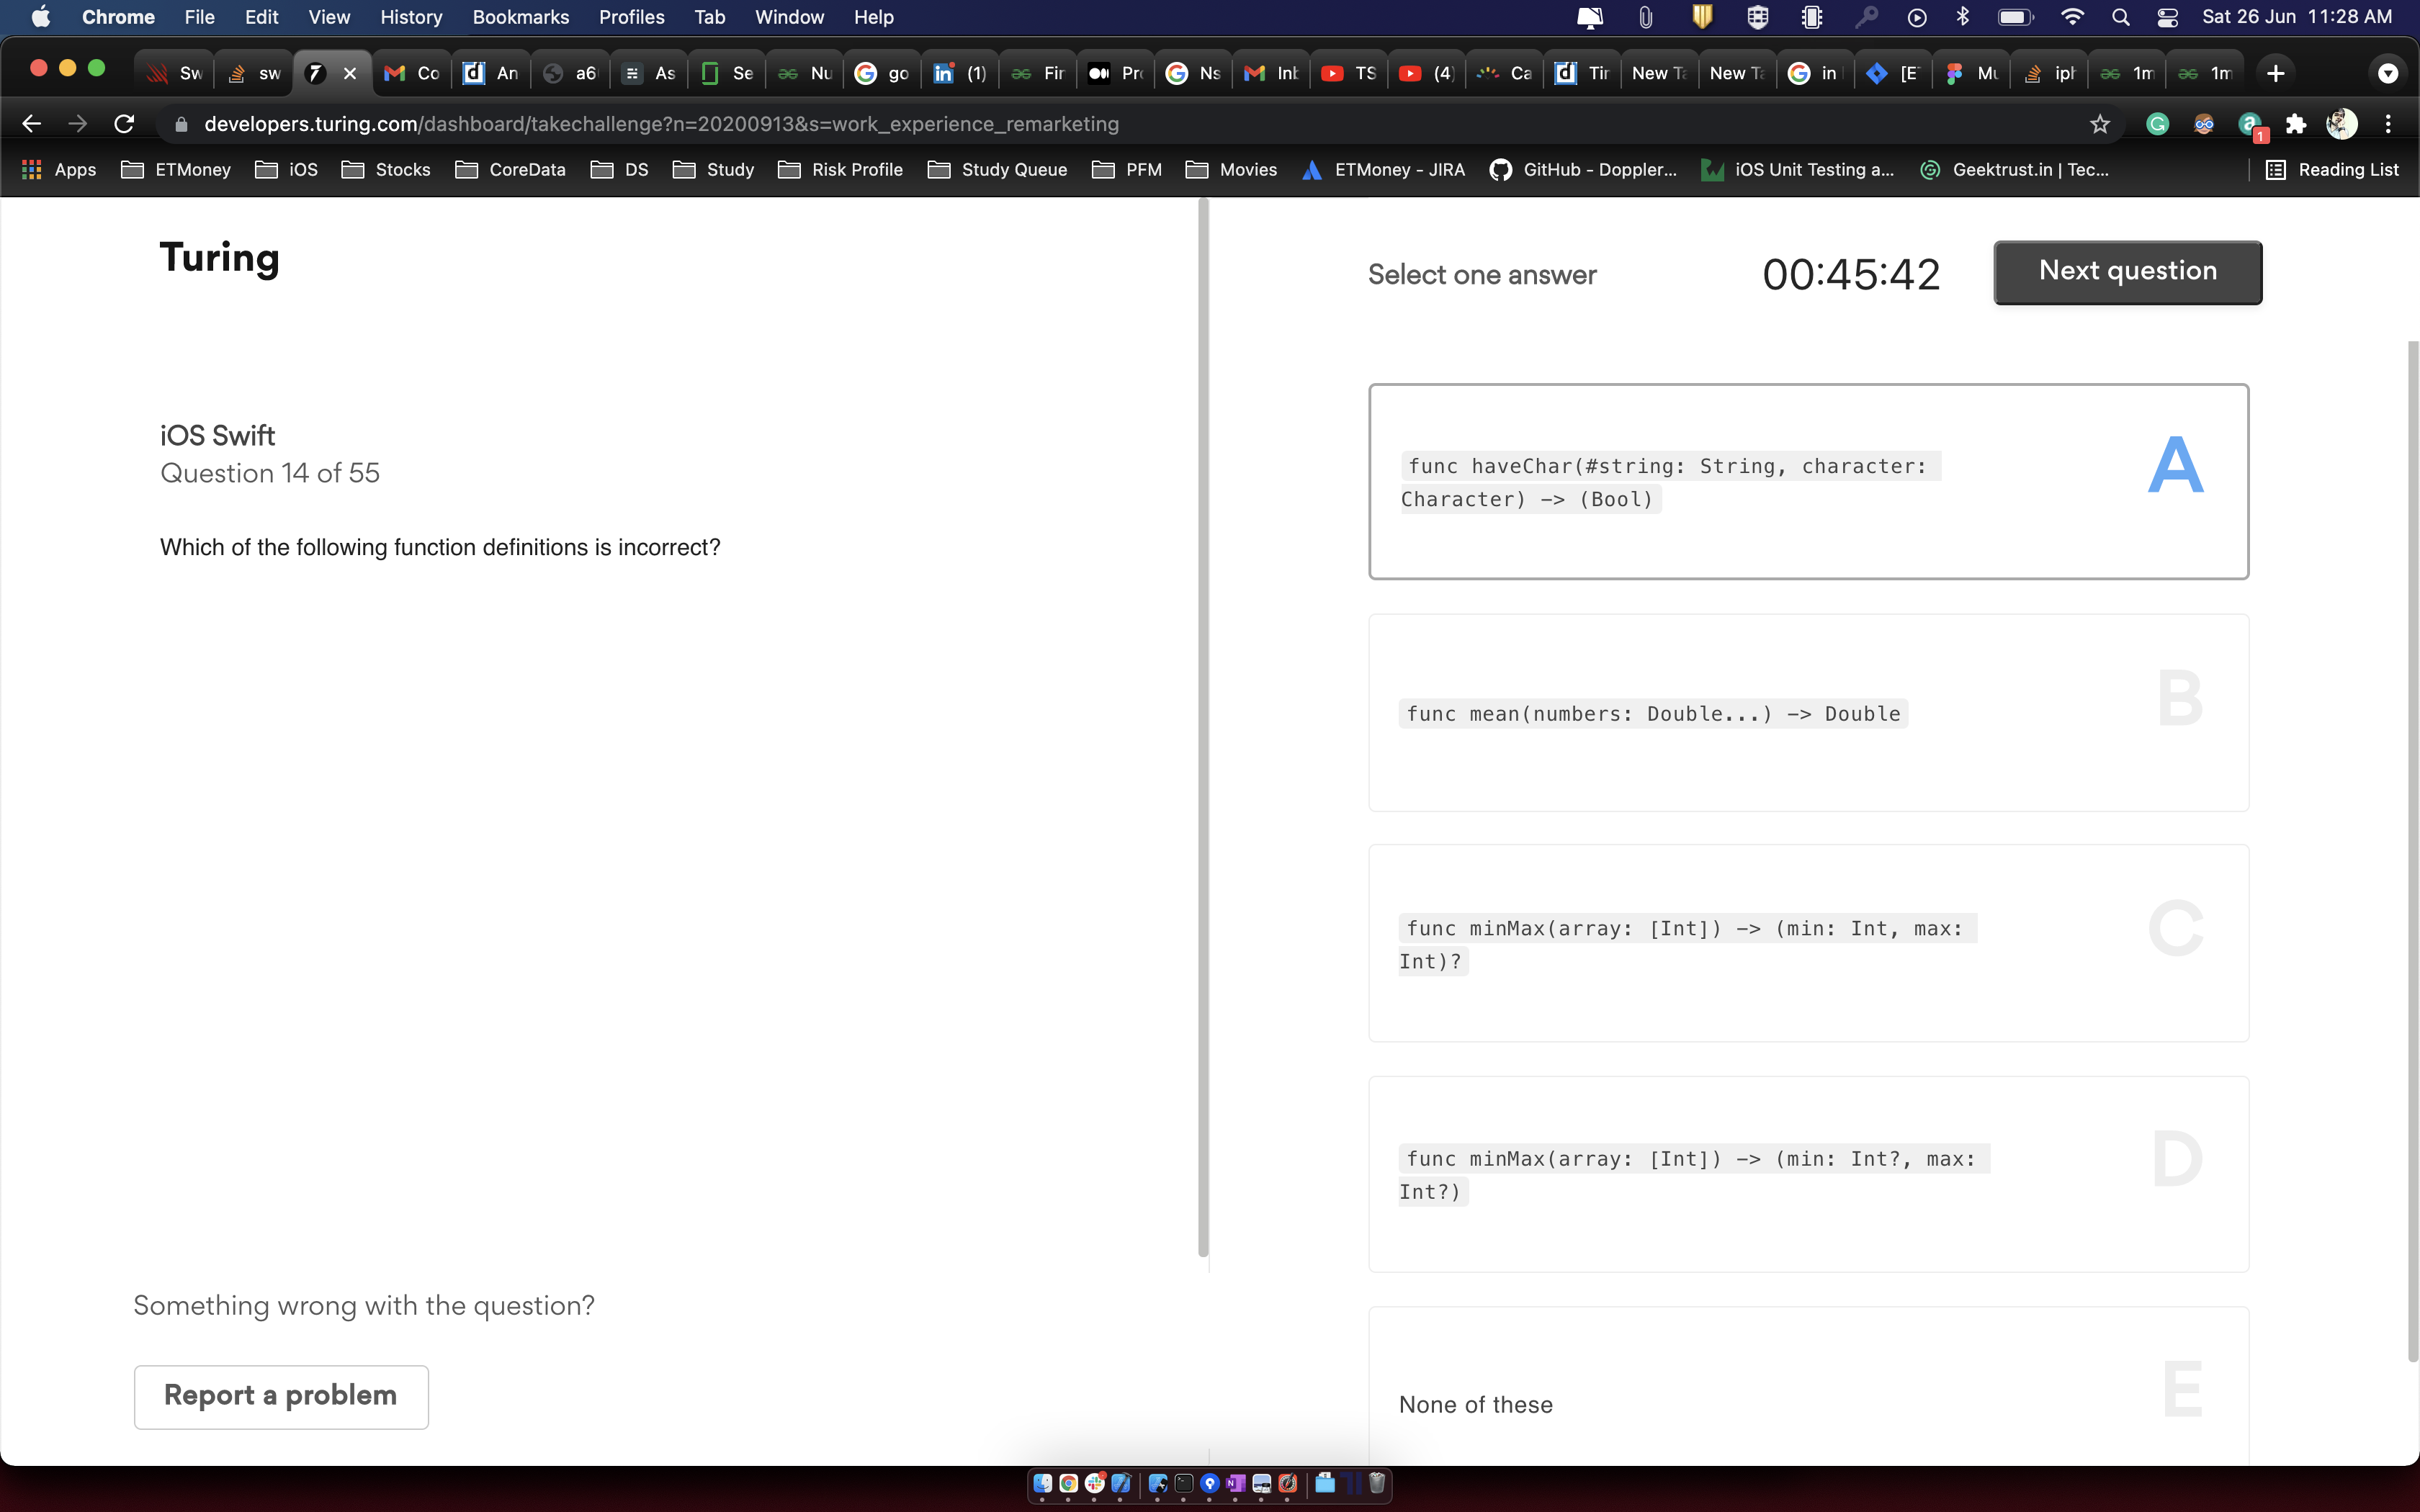 Chrome File Edit View History Bookmarks Profiles Tab Window Help Sat 26 Jun 11:28 AM
Sw sw Co An a6 As Se Nu go (1) Fir Pro Ns Int TS (4) Ca Tir New Ta New Ta in [E Mu iph 1m 1m
developers.turing.com/dashboard/takechallenge?n=20200913&s=work_experience_remarketing 1
Apps ETMoney iOS Stocks CoreData DS Study Risk Profile Study Queue PFM Movies ETMoney - JIRA GitHub - Doppler... iOS Unit Testing a... Geektrust.in | Tec... Reading List
Turing
iOS Swift
Question 14 of 55
Which of the following function definitions is incorrect?
Something wrong with the question?
Report a problem
Select one answer 00:45:42 Next question
func haveChar(#string: String, character:
Character) -> (Bool)
A
func mean(numbers: Double...) -> Double
B
func minMax(array: [Int]) -> (min: Int, max:
Int)?
C
func minMax(array: [Int]) -> (min: Int?, max:
Int?)
D
None of these
E